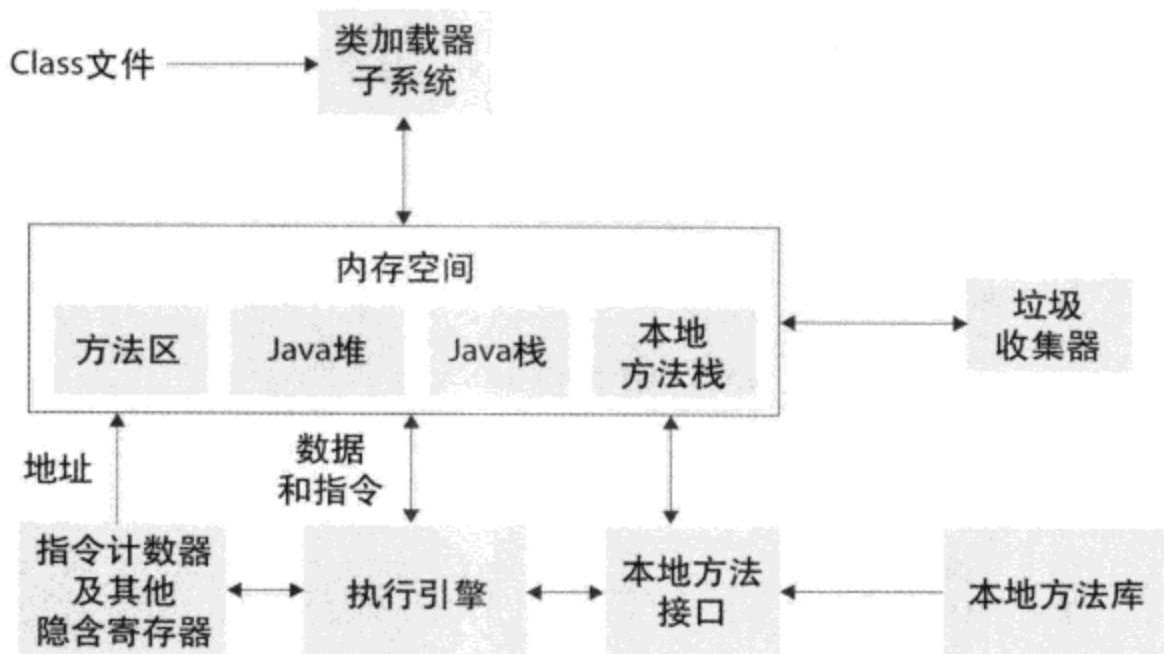 Class文件
类加载器
子系统
内存空间
方法区
Java堆
Java栈
本地
方法栈
垃圾
收集器
地址
数据
和指令
指令计数器
及其他
隐含寄存器
执行引擎
本地方法
接口
本地方法库